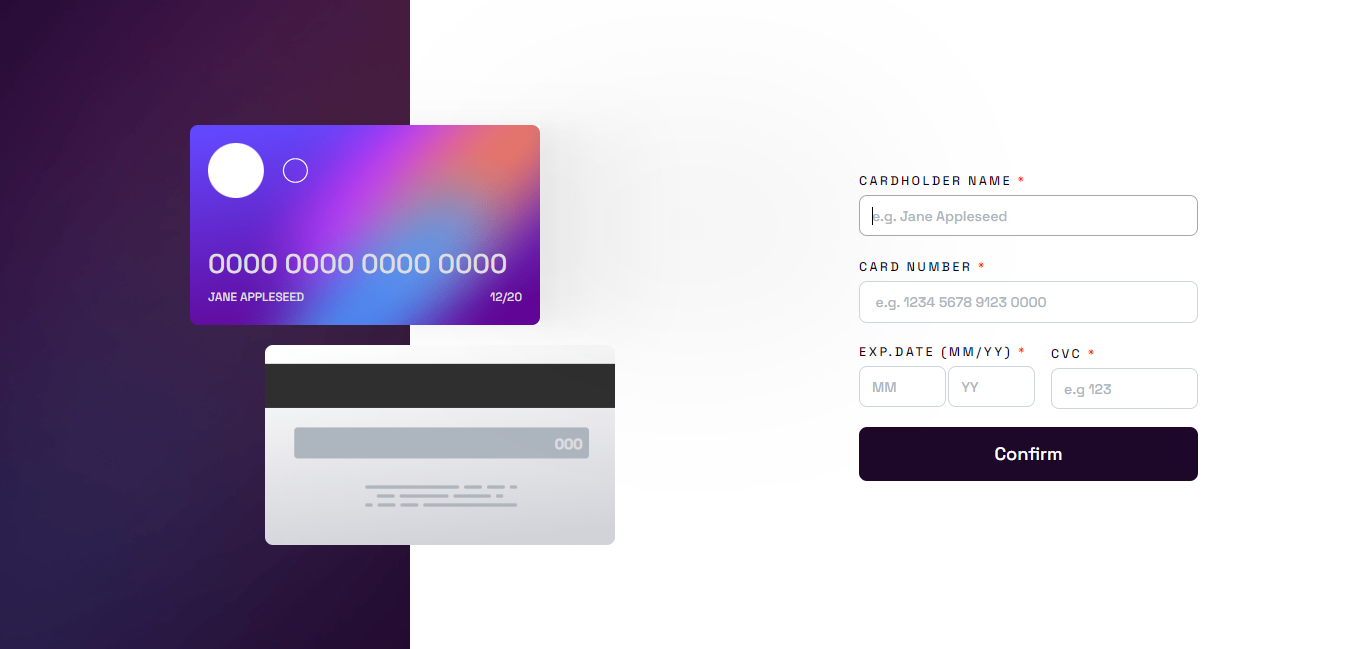 0000 0000 0000 0000
JANE APPLESEED 12/20
000
CARDHOLDER NAME *
e.g. Jane Appleseed
CARD NUMBER *
e.g. 1234 5678 9123 0000
EXP.DATE (MM/YY) * CVC *
MM YY e.g 123
Confirm